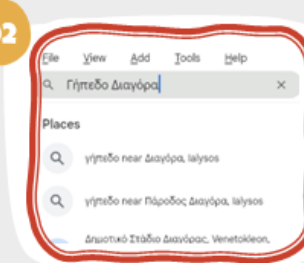 02
File View Add Tools Help
Γήπεδο Διαγόρα
Places
γήπεδο near Διαγόρα, Ialysos
γήπεδο near Πάροδος Διαγόρα, Ialysos
Δημοτικό Στάδιο Διαγόρας, Venetokleon,